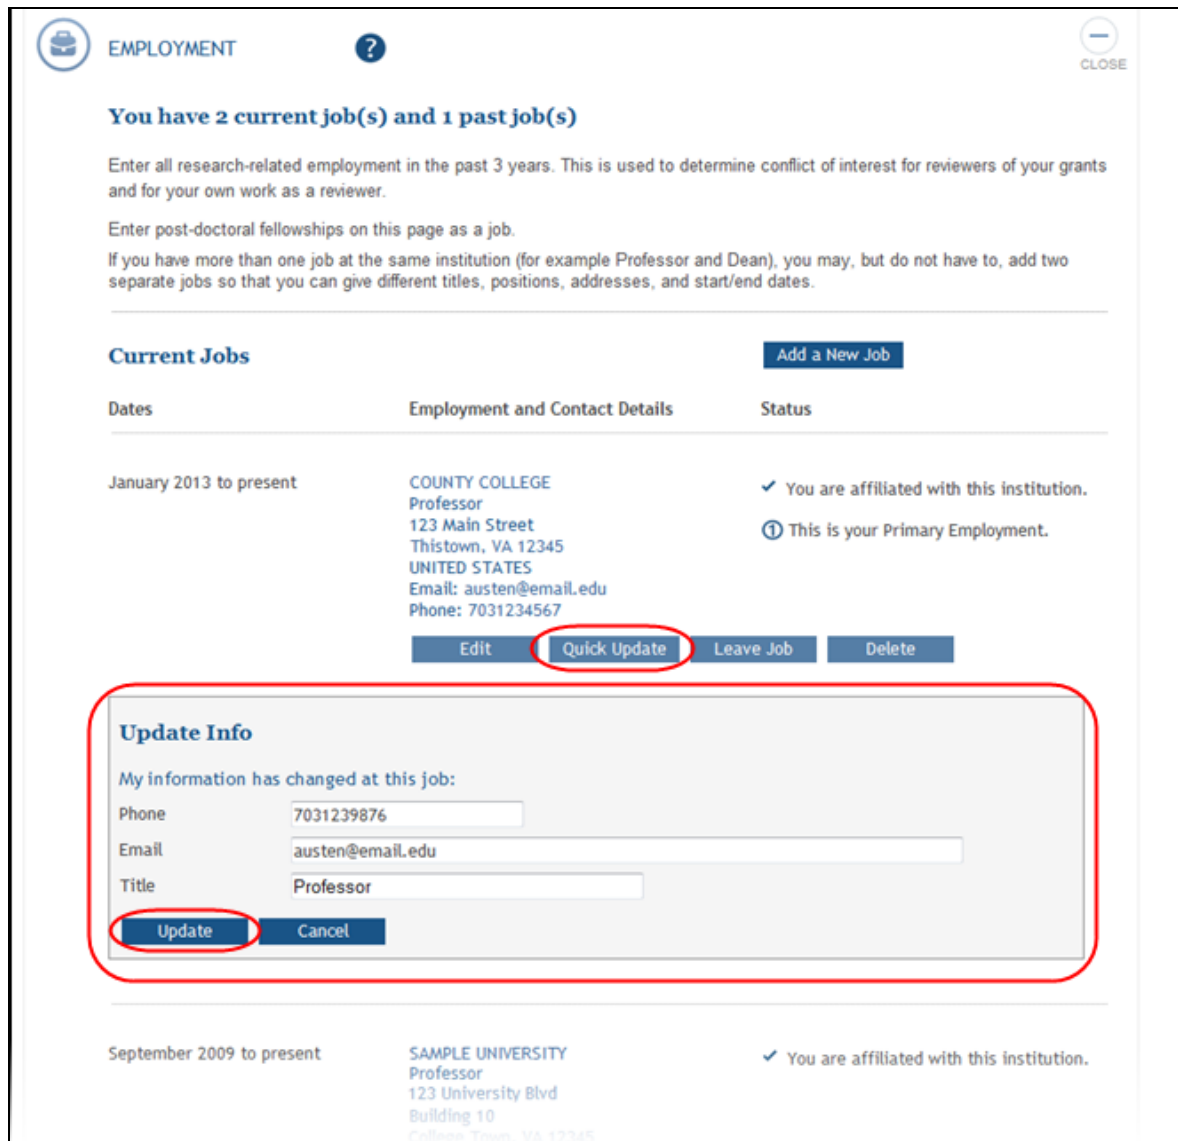 EMPLOYMENT ?
CLOSE
You have 2 current job(s) and 1 past job(s)
Enter all research-related employment in the past 3 years. This is used to determine conflict of interest for reviewers of your grants
and for your own work as a reviewer.
Enter post-doctoral fellowships on this page as a job.
If you have more than one job at the same institution (for example Professor and Dean), you may, but do not have to, add two
separate jobs so that you can give different titles, positions, addresses, and start/end dates.
Current Jobs Add a New Job
Dates Employment and Contact Details Status
January 2013 to present COUNTY COLLEGE
✓ You are affiliated with this institution.
Professor
123 Main Street
① This is your Primary Employment.
Thistown, VA 12345
UNITED STATES
Email: austen@email.edu
Phone: 7031234567
Edit Quick Update Leave Job Delete
Update Info
My information has changed at this job:
Phone 7031239876
Email austen@email.edu
Title Professor
Update Cancel
September 2009 to present SAMPLE UNIVERSITY
✓ You are affiliated with this institution.
Professor
123 University Blvd
Building 10
College Town, VA 12345